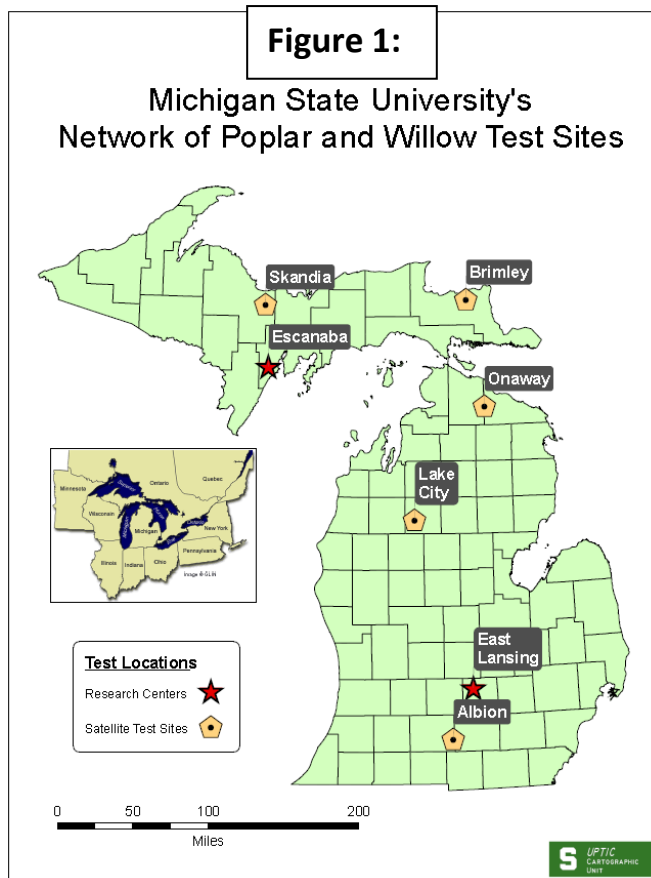 Figure 1:
Michigan State University's
Network of Poplar and Willow Test Sites
Skandia
Brimley
Escanaba
Onaway
Lake
City
East
Lansing
Albion
Minnesota
Ontario
Quebec
Wisconsin
Michigan
New York
Pennsylvania
Illinois
Indiana
Ohio
Test Locations
Research Centers
Satellite Test Sites
0 50 100 200
Miles
S UPTIC
CARTOGRAPHIC
UNIT